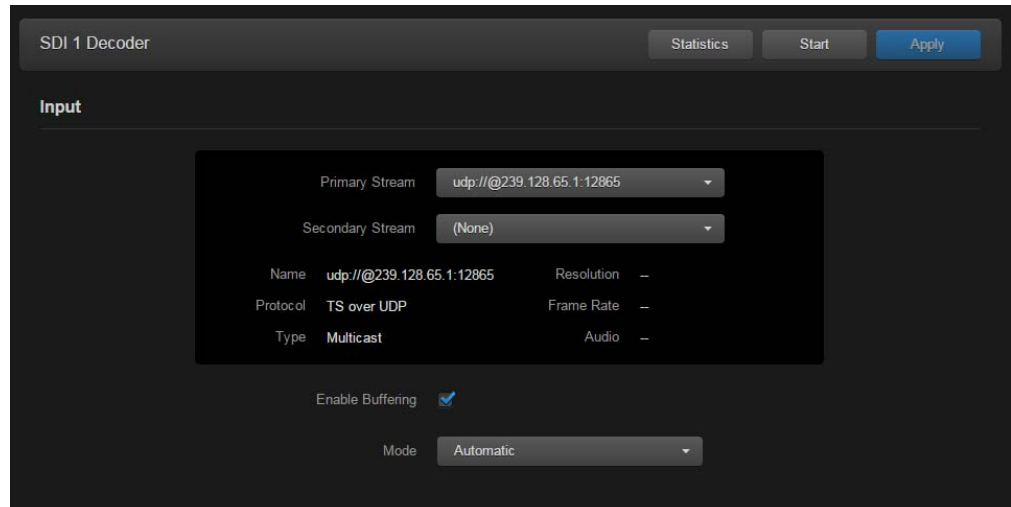 SDI 1 Decoder Statistics Start Apply
Input
Primary Stream udp://@239.128.65.1:12865
Secondary Stream (None)
Name udp://@239.128.65.1:12865 Resolution --
Protocol TS over UDP Frame Rate --
Type Multicast Audio --
Enable Buffering
Mode Automatic